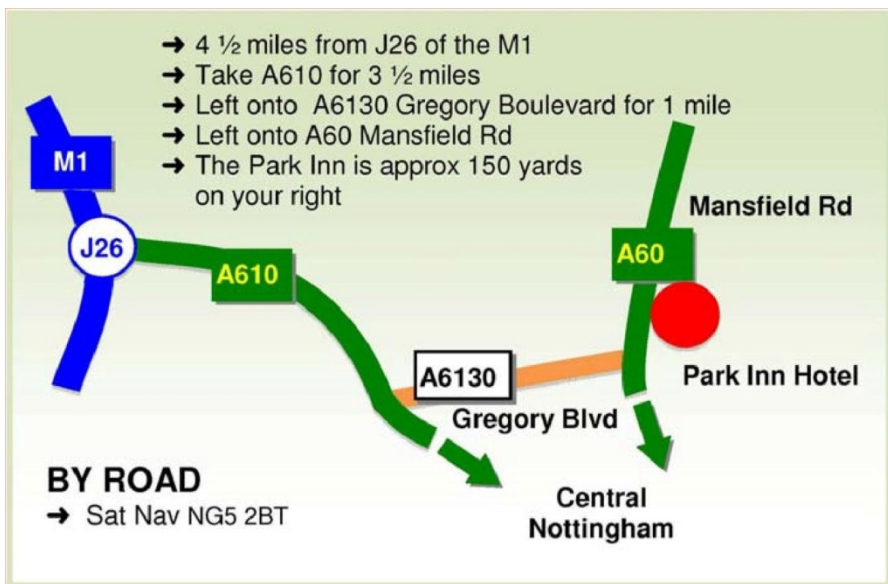 ➔ 4 ½ miles from J26 of the M1
➔ Take A610 for 3 ½ miles
➔ Left onto A6130 Gregory Boulevard for 1 mile
➔ Left onto A60 Mansfield Rd
➔ The Park Inn is approx 150 yards
on your right
M1
J26
A610
A60
Mansfield Rd
A6130
Gregory Blvd
Park Inn Hotel
Central
Nottingham
BY ROAD
➔ Sat Nav NG5 2BT